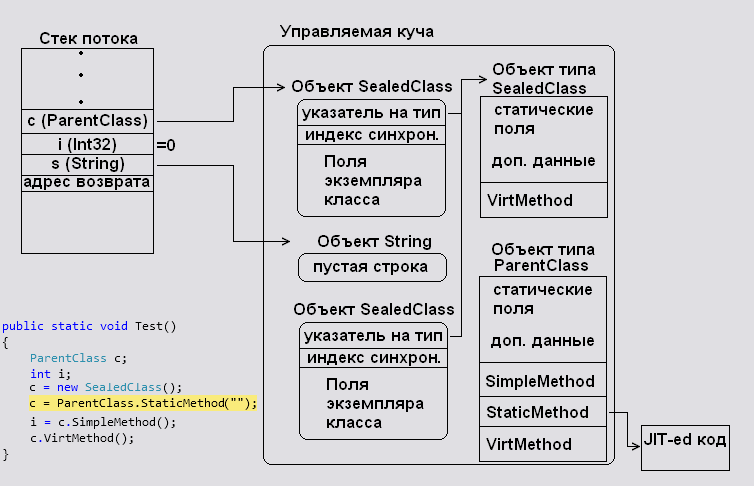 Управляемая куча
Стек потока
c (ParentClass)
i (Int32)
=0
s (String)
адрес возврата
Объект SealedClass
указатель на тип
индекс синхрон.
Поля
экземпляра
класса
Объект String
пустая строка
Объект SealedClass
указатель на тип
индекс синхрон.
Поля
экземпляра
класса
Объект типа
SealedClass
статические
поля
доп. данные
VirtMethod
Объект типа
ParentClass
статические
поля
доп. данные
SimpleMethod
StaticMethod
VirtMethod
JIT-ed код
public static void Test()
{
ParentClass c;
int i;
c = new SealedClass();
c = ParentClass.StaticMethod("");
i = c.SimpleMethod();
c.VirtMethod();
}